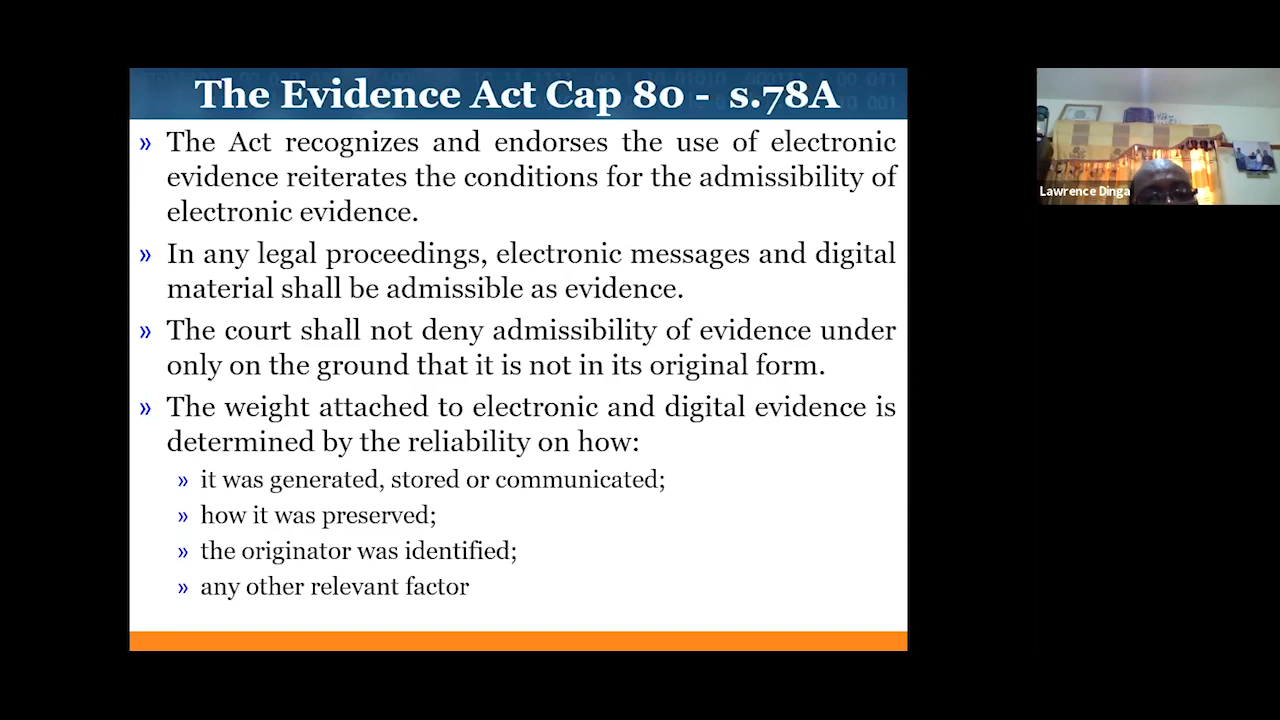 The Evidence Act Cap 80 - s.78A
» The Act recognizes and endorses the use of electronic
evidence reiterates the conditions for the admissibility of
electronic evidence.
» In any legal proceedings, electronic messages and digital
material shall be admissible as evidence.
» The court shall not deny admissibility of evidence under
only on the ground that it is not in its original form.
» The weight attached to electronic and digital evidence is
determined by the reliability on how:
» it was generated, stored or communicated;
» how it was preserved;
» the originator was identified;
» any other relevant factor
Lawrence Dinga